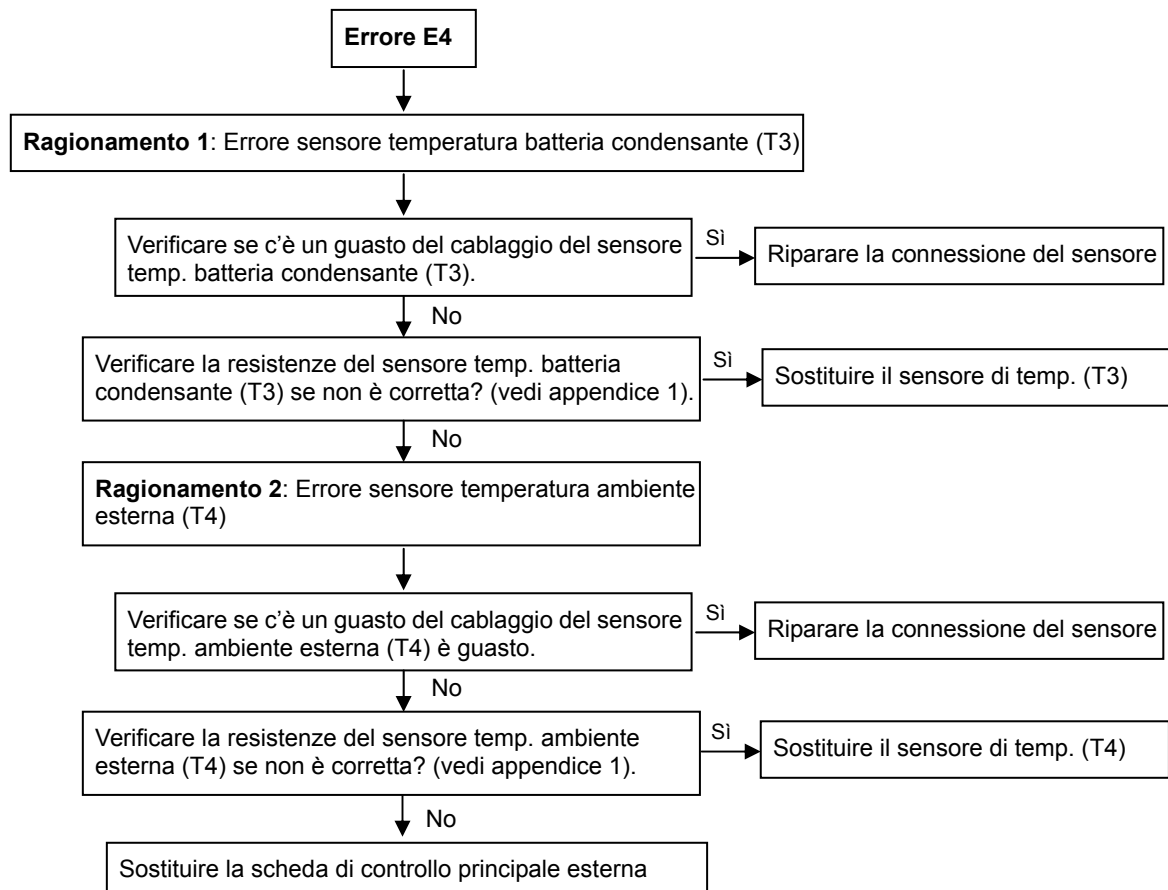 Errore E4
Ragionamento 1: Errore sensore temperatura batteria condensante (T3)
Verificare se c’è un guasto del cablaggio del sensore
temp. batteria condensante (T3).
Sì
Riparare la connessione del sensore
No
Verificare la resistenze del sensore temp. batteria
condensante (T3) se non è corretta? (vedi appendice 1).
Sì
Sostituire il sensore di temp. (T3)
No
Ragionamento 2: Errore sensore temperatura ambiente
esterna (T4)
Verificare se c’è un guasto del cablaggio del sensore
temp. ambiente esterna (T4) è guasto.
Sì
Riparare la connessione del sensore
No
Verificare la resistenze del sensore temp. ambiente
esterna (T4) se non è corretta? (vedi appendice 1).
Sì
Sostituire il sensore di temp. (T4)
No
Sostituire la scheda di controllo principale esterna